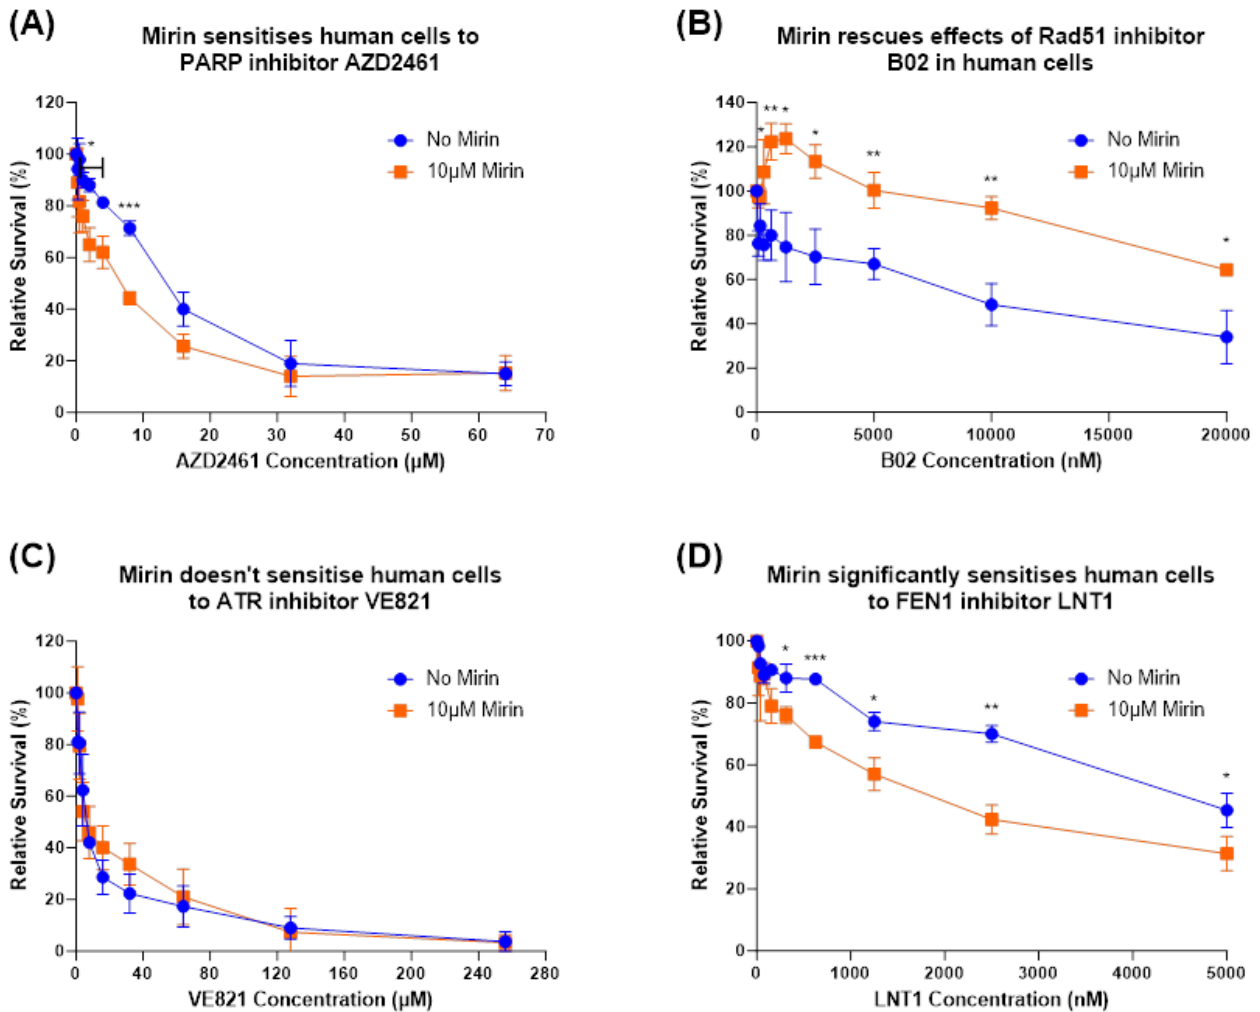 (A)
Mirin sensitises human cells to
PARP inhibitor AZD2461
120
100
80
60
40
20
0
Relative Survival (%)
*
***
No Mirin
10µM Mirin
0 10 20 30 40 50 60 70
AZD2461 Concentration (µM)
(B)
Mirin rescues effects of Rad51 inhibitor
B02 in human cells
140
120
100
80
60
40
20
0
Relative Survival (%)
*
** *
*
**
**
*
No Mirin
10µM Mirin
0 5000 10000 15000 20000
B02 Concentration (nM)
(C)
Mirin doesn't sensitise human cells
to ATR inhibitor VE821
120
100
80
60
40
20
0
Relative Survival (%)
No Mirin
10µM Mirin
0 40 80 120 160 200 240 280
VE821 Concentration (µM)
(D)
Mirin significantly sensitises human cells
to FEN1 inhibitor LNT1
100
80
60
40
20
0
Relative Survival (%)
*
***
*
**
*
No Mirin
10µM Mirin
0 1000 2000 3000 4000 5000
LNT1 Concentration (nM)